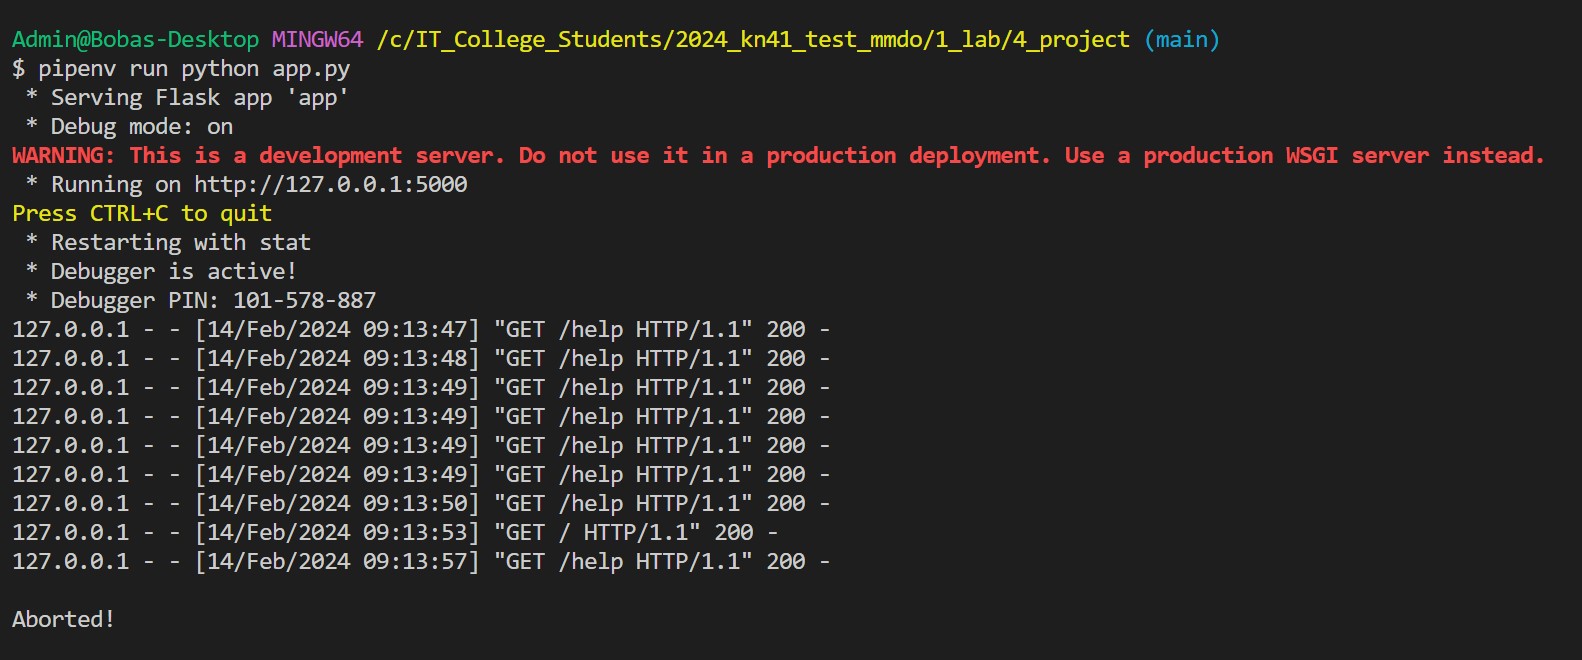 Admin@Bobas-Desktop MINGW64 /c/IT_College_Students/2024_kn41_test_mmdo/1_lab/4_project (main)
$ pipenv run python app.py
 * Serving Flask app 'app'
 * Debug mode: on
WARNING: This is a development server. Do not use it in a production deployment. Use a production WSGI server instead.
 * Running on http://127.0.0.1:5000
Press CTRL+C to quit
 * Restarting with stat
 * Debugger is active!
 * Debugger PIN: 101-578-887
127.0.0.1 - - [14/Feb/2024 09:13:47] "GET /help HTTP/1.1" 200 -
127.0.0.1 - - [14/Feb/2024 09:13:48] "GET /help HTTP/1.1" 200 -
127.0.0.1 - - [14/Feb/2024 09:13:49] "GET /help HTTP/1.1" 200 -
127.0.0.1 - - [14/Feb/2024 09:13:49] "GET /help HTTP/1.1" 200 -
127.0.0.1 - - [14/Feb/2024 09:13:49] "GET /help HTTP/1.1" 200 -
127.0.0.1 - - [14/Feb/2024 09:13:49] "GET /help HTTP/1.1" 200 -
127.0.0.1 - - [14/Feb/2024 09:13:50] "GET /help HTTP/1.1" 200 -
127.0.0.1 - - [14/Feb/2024 09:13:53] "GET / HTTP/1.1" 200 -
127.0.0.1 - - [14/Feb/2024 09:13:57] "GET /help HTTP/1.1" 200 -
Aborted!